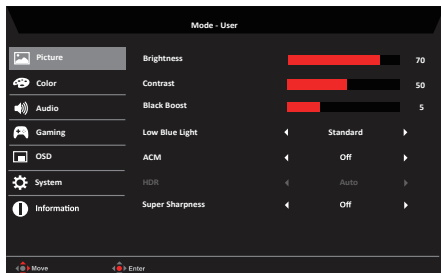 Mode - User
Picture
Brightness 70
Color
Contrast 50
Audio
Black Boost 5
Gaming
Low Blue Light Standard
OSD
ACM Off
System
HDR Auto
Information
Super Sharpness Off
Move Enter